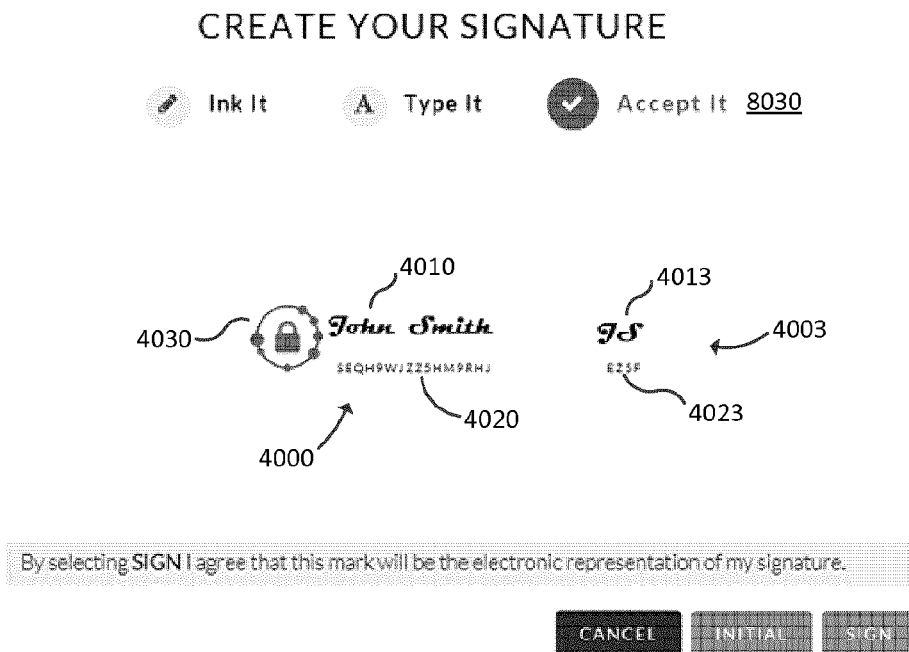 CREATE YOUR SIGNATURE
Ink It A Type It Accept It 8030
4010 4013
4030 John Smith JS 4003
4020 4023
4000
By selecting SIGN I agree that this mark will be the electronic representation of my signature.
CANCEL INITIAL SIGN